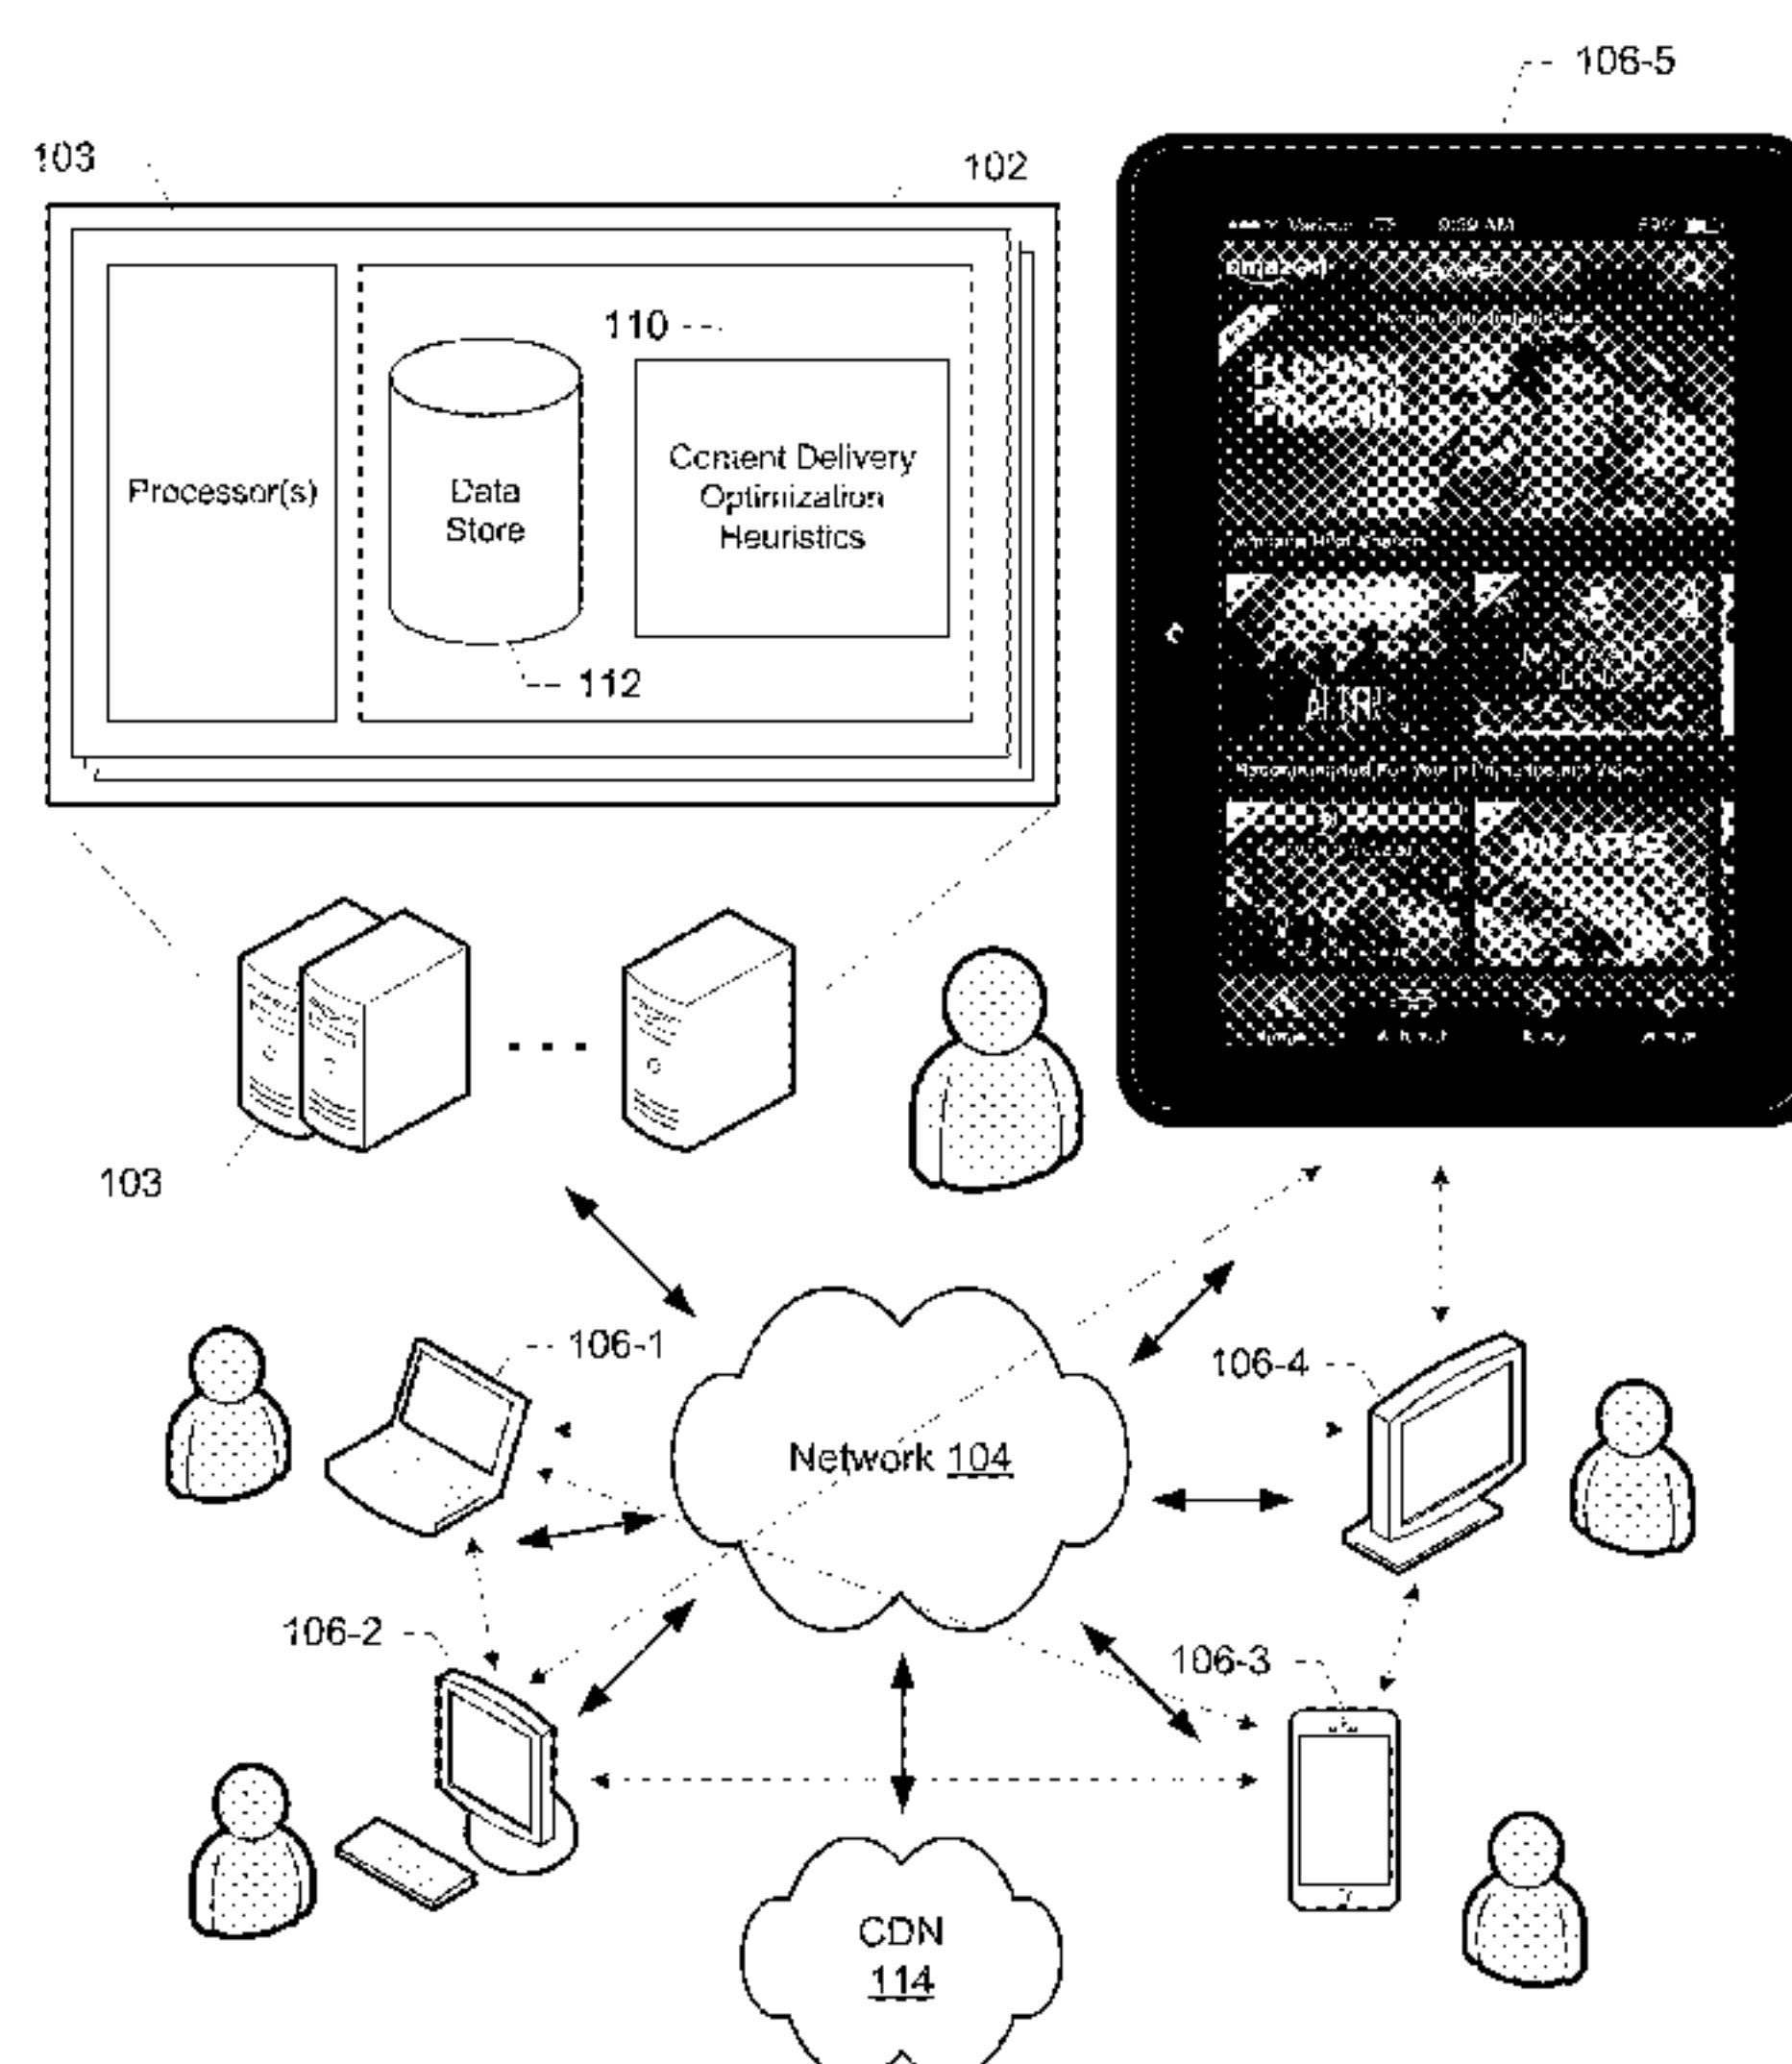 106-5
103
102
110
Processor(s)
Data
Store
Content Delivery
Optimization
Heuristics
112
amazon
103
106-1
106-4
Network 104
106-2
106-3
CDN
114